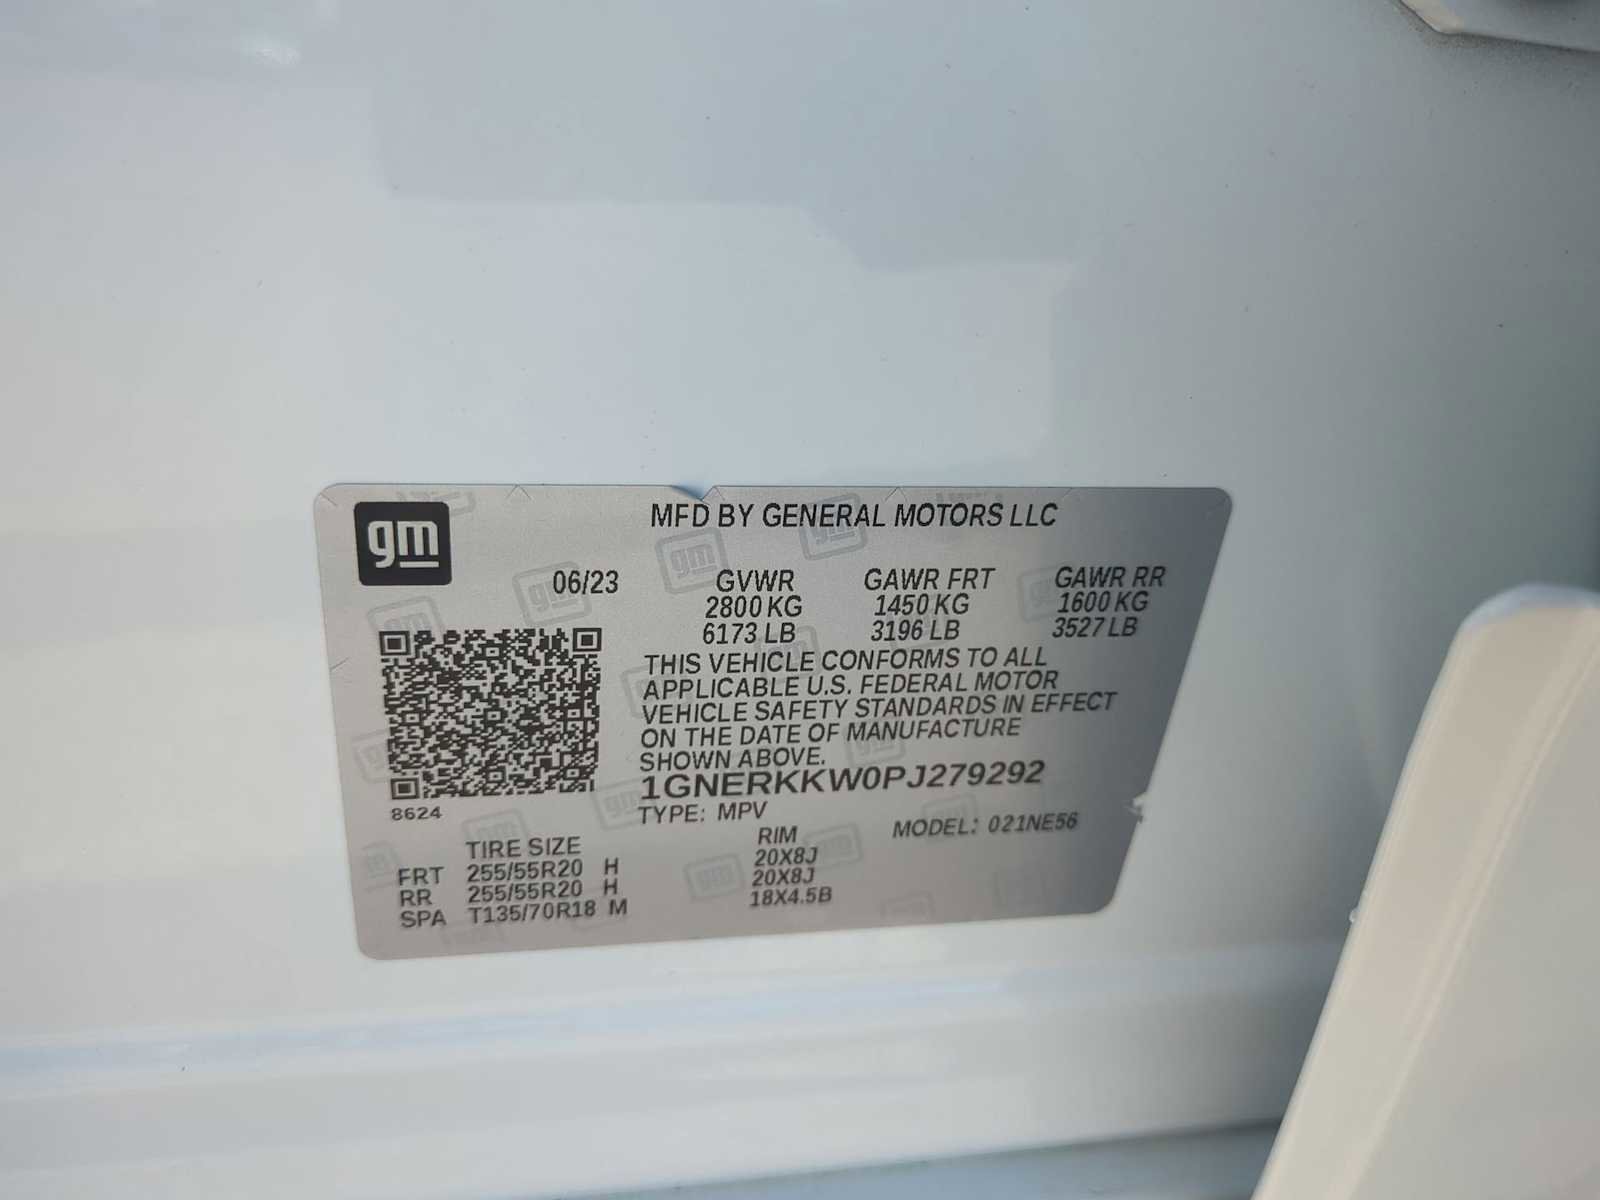 gm
MFD BY GENERAL MOTORS LLC
06/23 GVWR GAWR FRT GAWR RR
2800 KG 1450 KG 1600 KG
6173 LB 3196 LB 3527 LB
THIS VEHICLE CONFORMS TO ALL
APPLICABLE U.S. FEDERAL MOTOR
VEHICLE SAFETY STANDARDS IN EFFECT
ON THE DATE OF MANUFACTURE
SHOWN ABOVE.
1GNERKKW0PJ279292
8624
TYPE: MPV MODEL: 021NE56
TIRE SIZE RIM
FRT 255/55R20 H 20X8J
RR 255/55R20 H 20X8J
SPA T135/70R18 M 18X4.5B